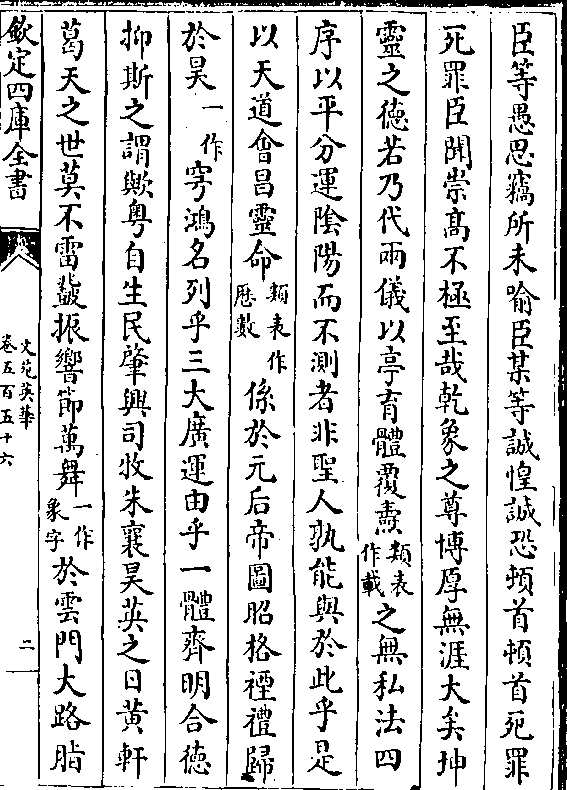 臣等愚思竊所未喻臣某等誠惶誠恐頓首頓首死罪
死罪臣聞崇髙不極至哉乾象之尊博厚無涯大矣坤
靈之徳若乃代兩儀以亭育體覆燾類表作載之無私法四
序以平分運陰陽而不測者非聖人孰能與於此乎是
以天道㑹昌靈命類表作厯數係於元后帝圖昭格禋禮歸
於昊一作穹鴻名列乎三大廣運由乎一體齊明合徳
抑斯之謂歟粤自生民肇興司牧朱襄昊英之日黄軒
葛天之世莫不雷鼗振響節萬舞一作象字於雲門大路脂
欽定四庫全書
文苑英華
卷五百五十六
二